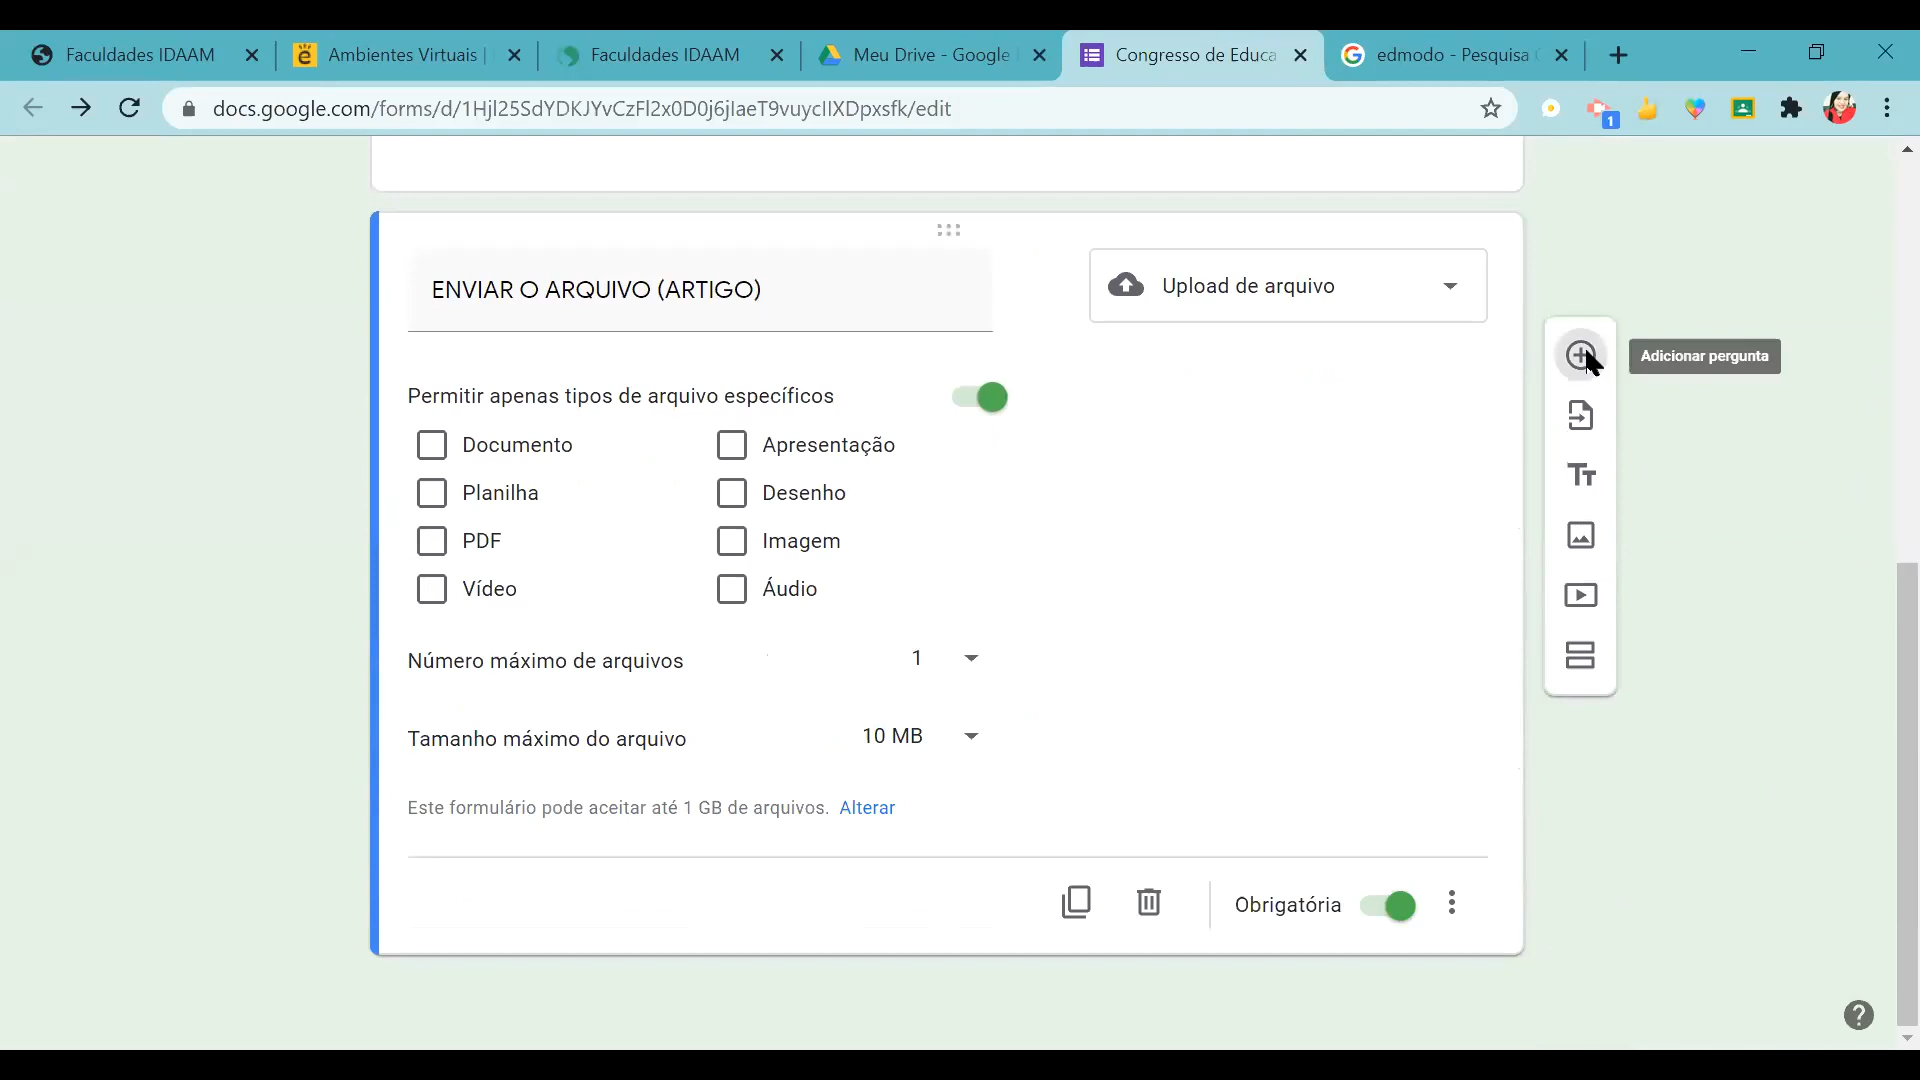 Faculdades IDAAM
Ambientes Virtuais |
Faculdades IDAAM
Meu Drive - Google
Congresso de Educa
edmodo - Pesquisa
docs.google.com/forms/d/1Hjl25SdYDKJYvCzFl2x0D0j6jIaeT9vuycIIXDpxsfk/edit
1
ENVIAR O ARQUIVO (ARTIGO)
Upload de arquivo
Adicionar pergunta
Permitir apenas tipos de arquivo específicos
Documento
Apresentação
Planilha
Desenho
PDF
Imagem
Vídeo
Áudio
Número máximo de arquivos
1
Tamanho máximo do arquivo
10 MB
Este formulário pode aceitar até 1 GB de arquivos. Alterar
Obrigatória